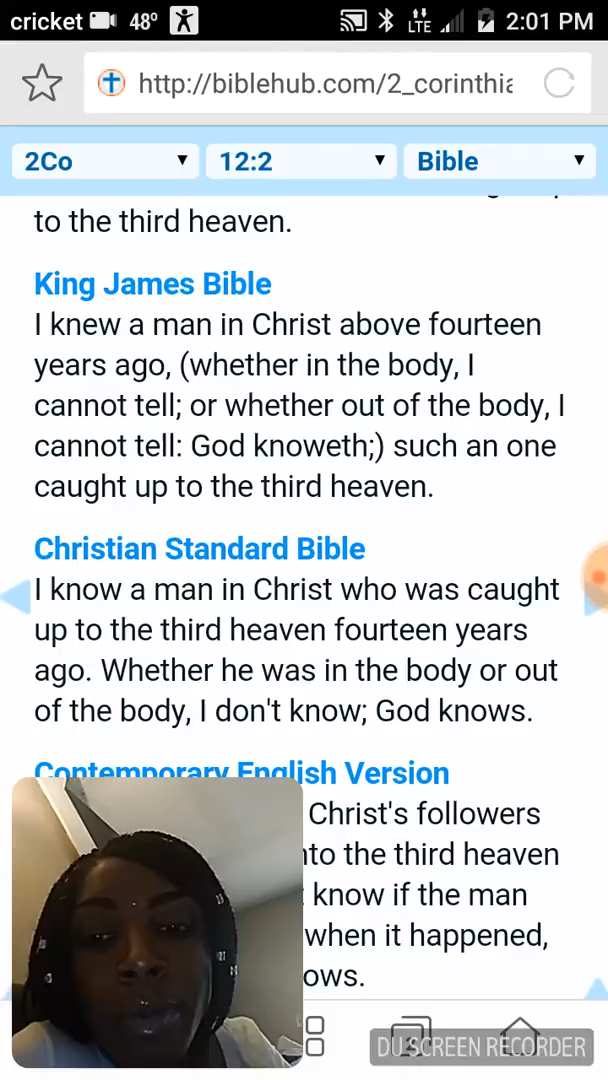 cricket 48° LTE 2:01 PM
http://biblehub.com/2_corinthia
2Co 12:2 Bible
to the third heaven.
King James Bible
I knew a man in Christ above fourteen
years ago, (whether in the body, I
cannot tell; or whether out of the body, I
cannot tell: God knoweth;) such an one
caught up to the third heaven.
Christian Standard Bible
I know a man in Christ who was caught
up to the third heaven fourteen years
ago. Whether he was in the body or out
of the body, I don't know; God knows.
Contemporary English Version
Christ's followers
the third heaven
know if the man
when it happened,
DU SCREEN RECORDER